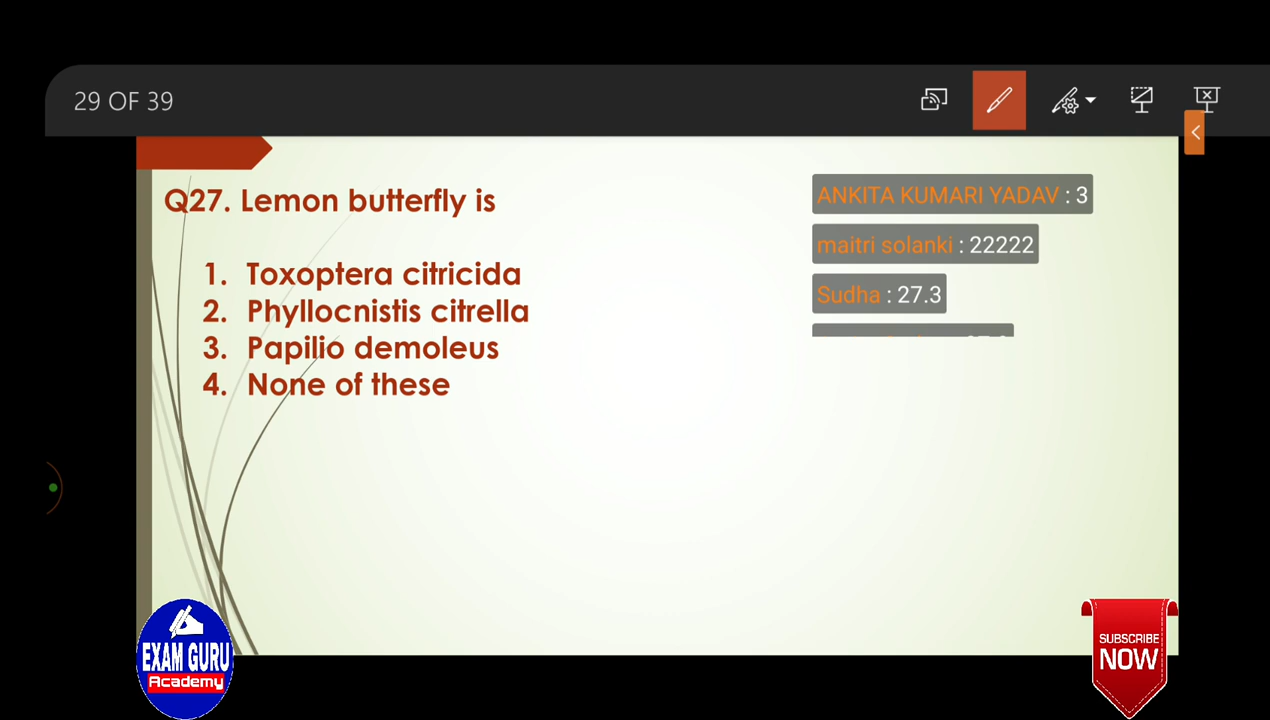 29 OF 39
Q27. Lemon butterfly is
1. Toxoptera citricida
2. Phyllocnistis citrella
3. Papilio demoleus
4. None of these
ANKITA KUMARI YADAV : 3
maitri solanki : 22222
Sudha : 27.3
EXAM GURU
Academy
SUBSCRIBE
NOW